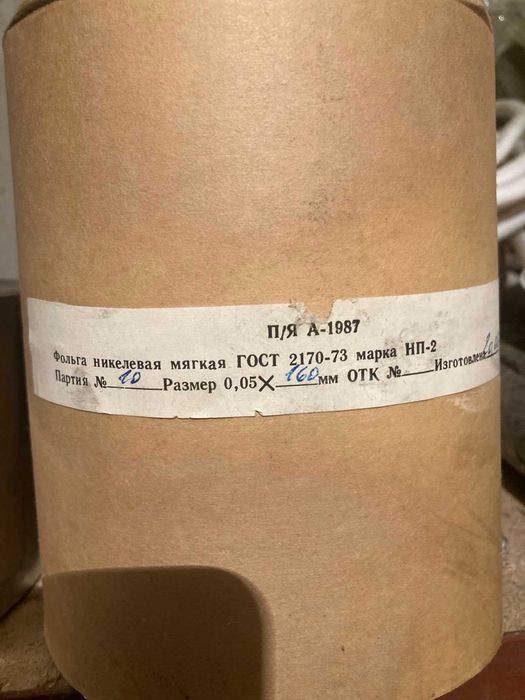 П/Я А-1987
Фольга никелевая мягкая ГОСТ 2170-73 марка НП-2
Партия № 10 Размер 0,05× 160 мм ОТК № Изготовлен